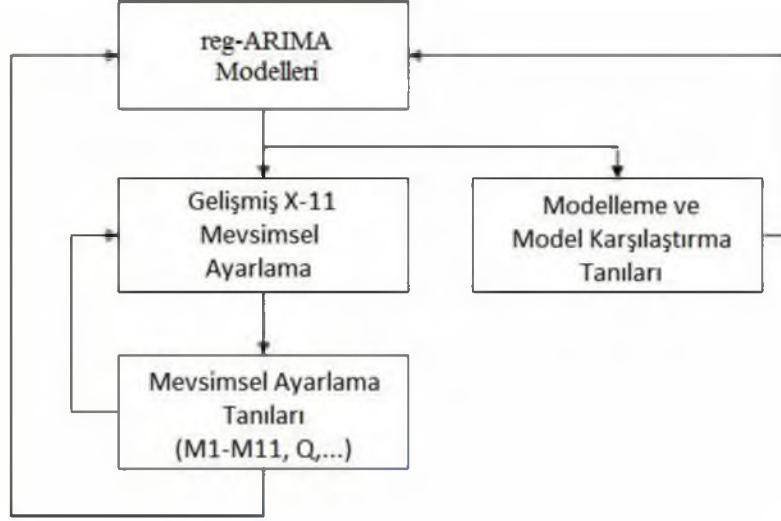 reg-ARIMA
Modelleri
Gelişmiş X-11
Mevsimsel
Ayarlama
Modelleme ve
Model Karşılaştırma
Tanıları
Mevsimsel Ayarlama
Tanıları
(M1-M11, Q,...)